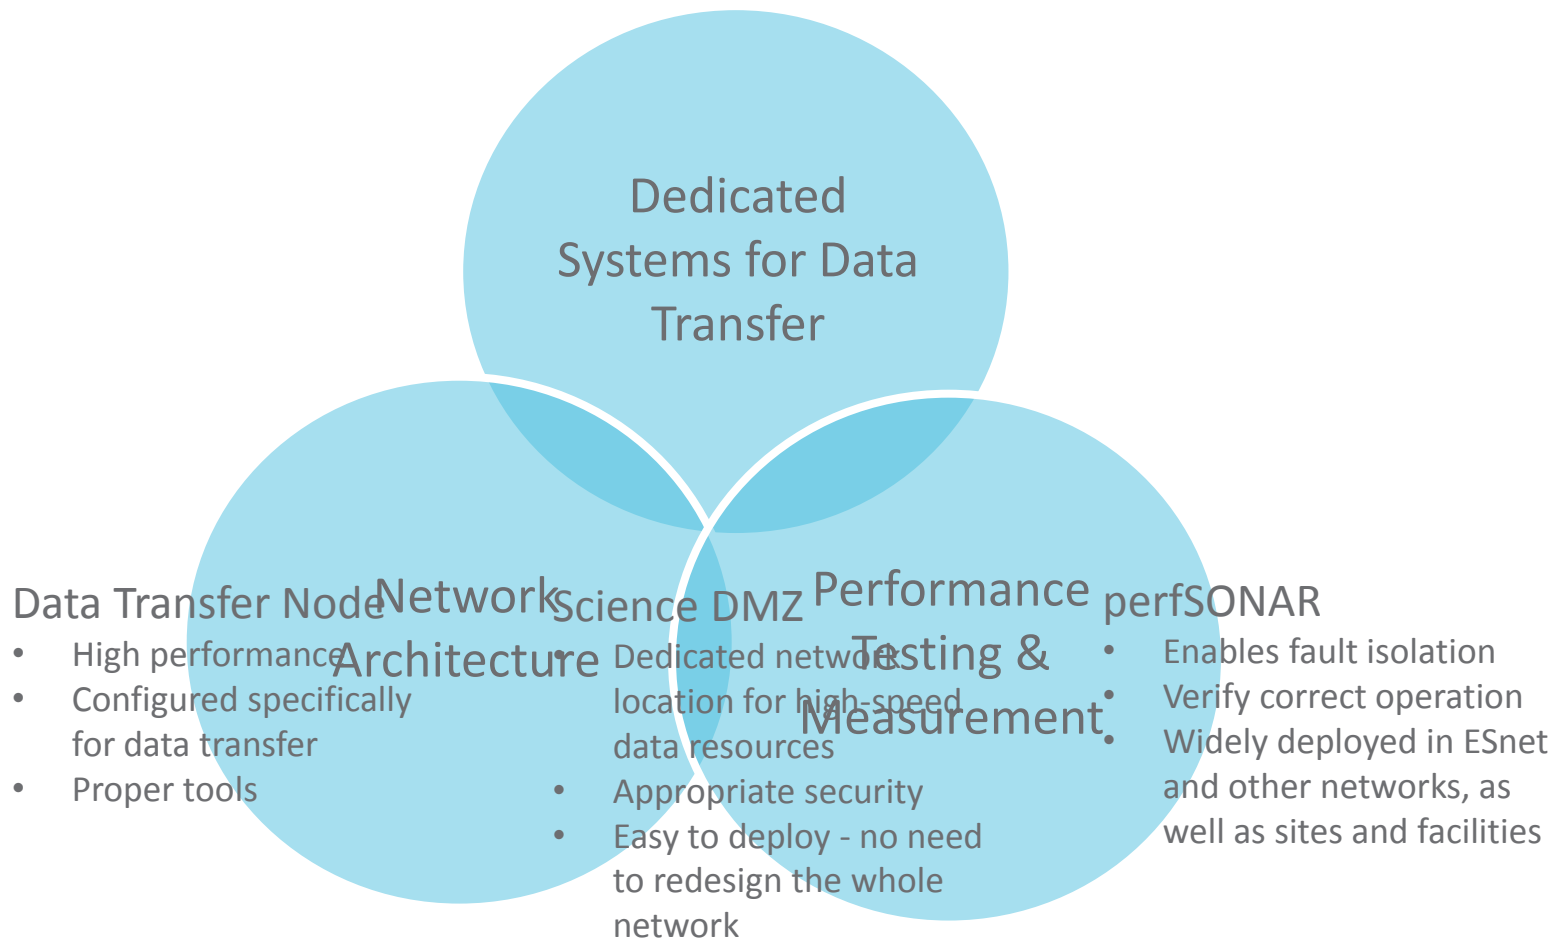 Dedicated
Systems for Data
Transfer
Network
Architecture
Performance
Testing &
Measurement
Data Transfer Node
• High performance
• Configured specifically
for data transfer
• Proper tools
Science DMZ
• Dedicated network
location for high-speed
data resources
• Appropriate security
• Easy to deploy - no need
to redesign the whole
network
perfSONAR
• Enables fault isolation
• Verify correct operation
• Widely deployed in ESnet
and other networks, as
well as sites and facilities